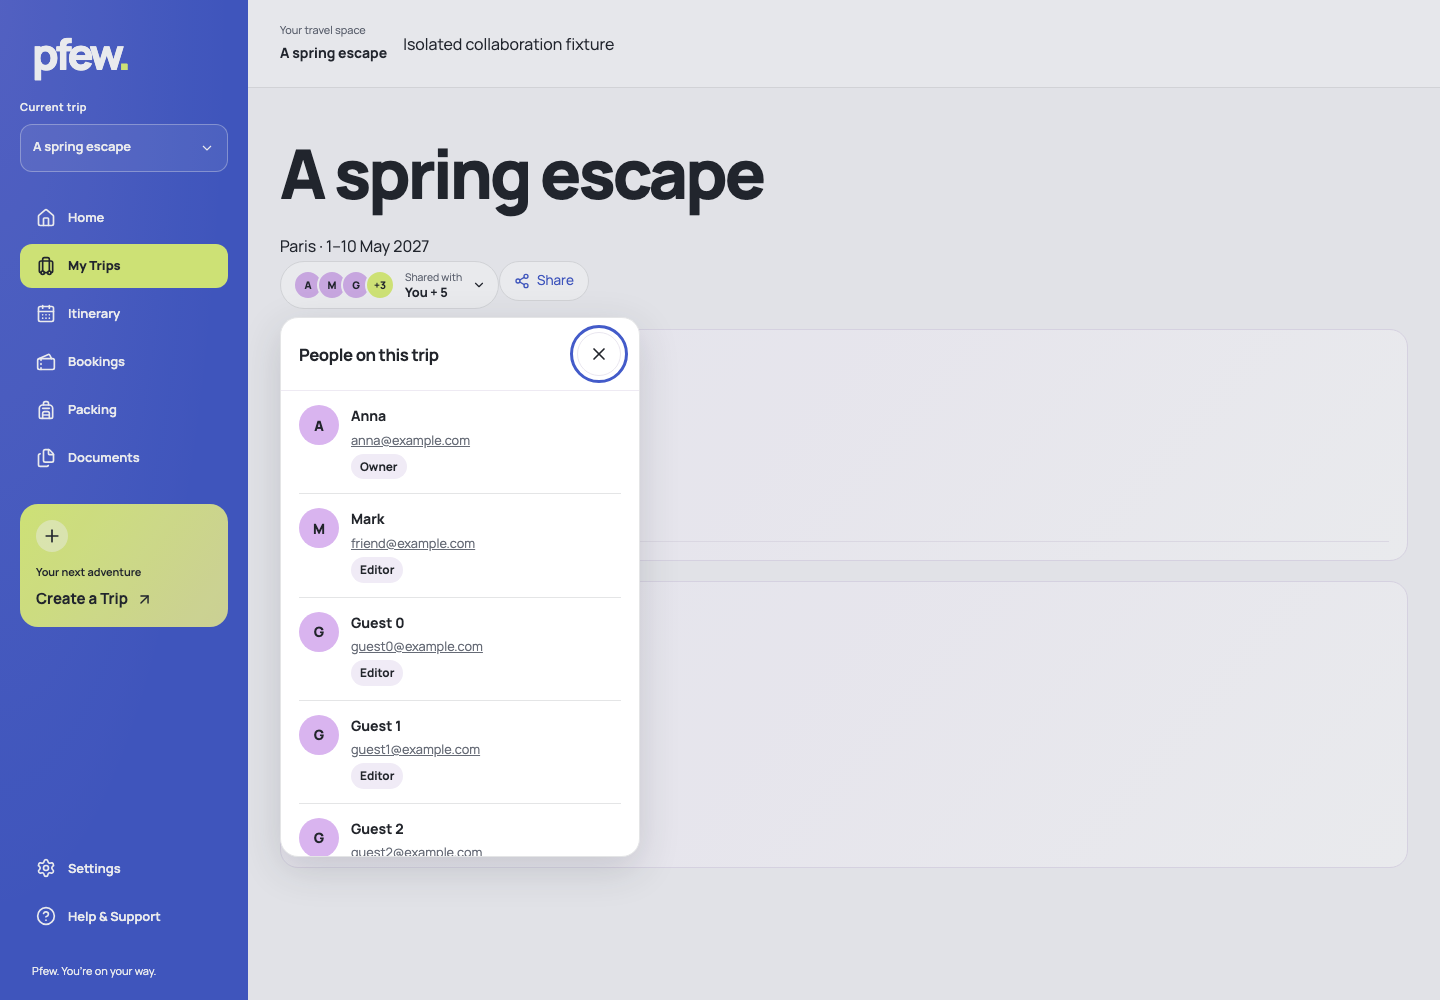 pfew.
Current trip
A spring escape
Home
My Trips
Itinerary
Bookings
Packing
Documents
Your next adventure
Create a Trip
Settings
Help & Support
Pfew. You're on your way.
Your travel space
A spring escape
Isolated collaboration fixture
A spring escape
Paris · 1–10 May 2027
A M G +3
Shared with
You + 5
Share
People on this trip
A
Anna
anna@example.com
Owner
M
Mark
friend@example.com
Editor
G
Guest 0
guest0@example.com
Editor
G
Guest 1
guest1@example.com
Editor
G
Guest 2
guest2@example.com